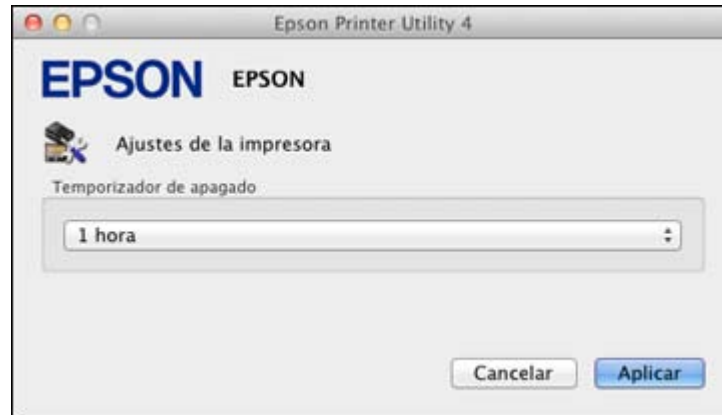 Epson Printer Utility 4
EPSON EPSON
Ajustes de la impresora
Temporizador de apagado
1 hora
Cancelar Aplicar